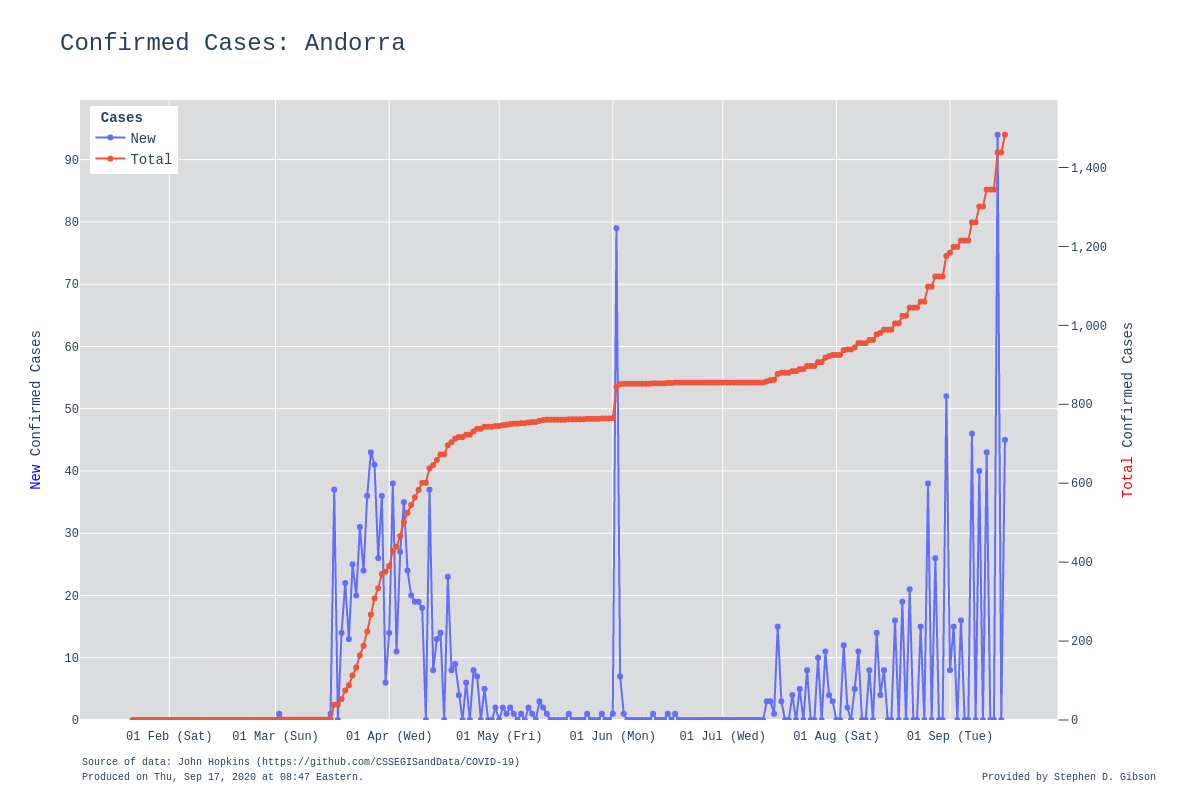 Confirmed Cases: Andorra
Cases
New
Total
90
80
70
60
50
40
30
20
10
0
New Confirmed Cases
1,400
1,200
1,000
800
600
400
200
0
Total Confirmed Cases
01 Feb (Sat) 01 Mar (Sun) 01 Apr (Wed) 01 May (Fri) 01 Jun (Mon) 01 Jul (Wed) 01 Aug (Sat) 01 Sep (Tue)
Source of data: John Hopkins (https://github.com/CSSEGISandData/COVID-19)
Produced on Thu, Sep 17, 2020 at 08:47 Eastern.
Provided by Stephen D. Gibson